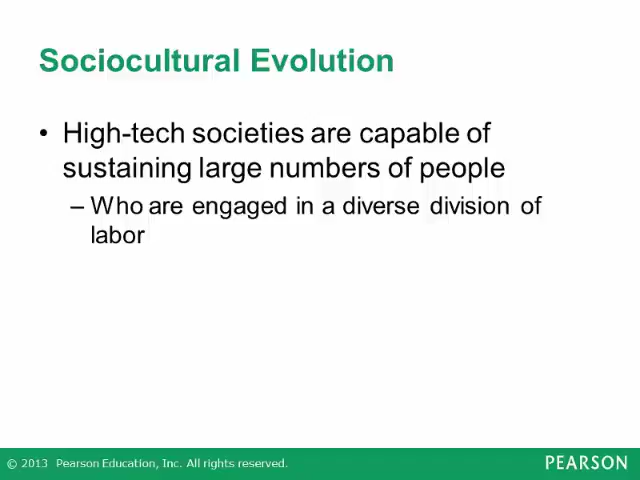 Sociocultural Evolution
• High-tech societies are capable of
sustaining large numbers of people
– Who are engaged in a diverse division of
labor
© 2013 Pearson Education, Inc. All rights reserved.
PEARSON